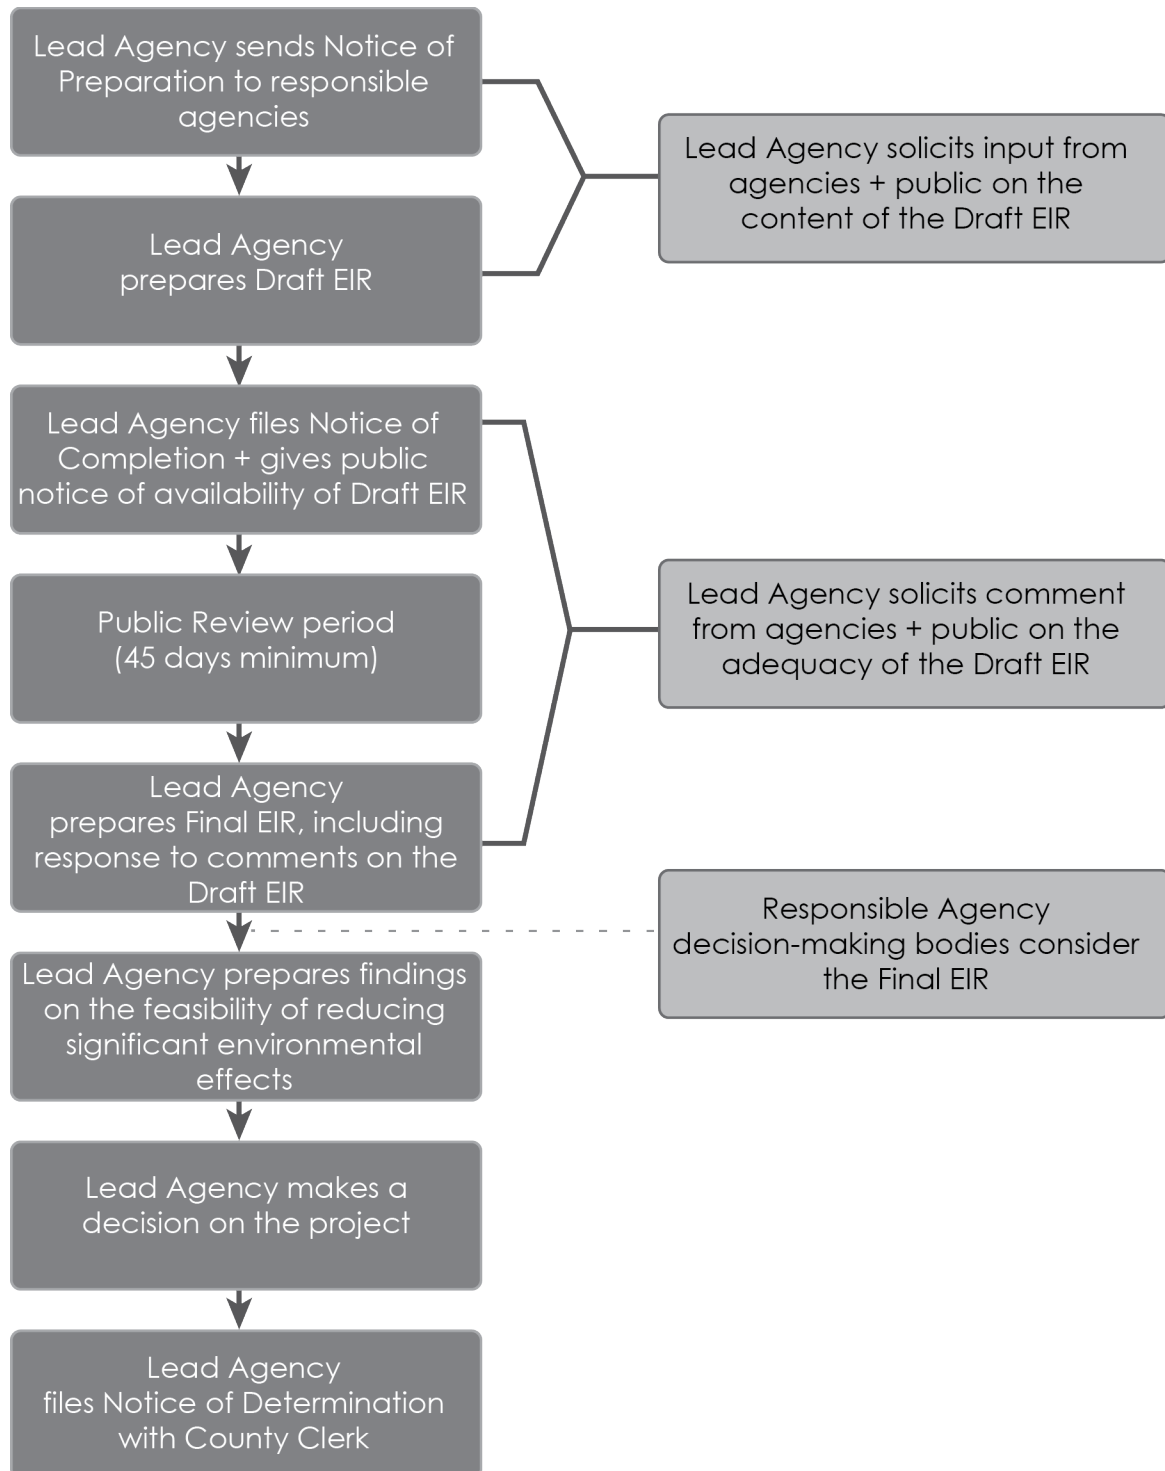 Lead Agency sends Notice of
Preparation to responsible
agencies
Lead Agency solicits input from
agencies + public on the
content of the Draft EIR
Lead Agency
prepares Draft EIR
Lead Agency files Notice of
Completion + gives public
notice of availability of Draft EIR
Public Review period
(45 days minimum)
Lead Agency solicits comment
from agencies + public on the
adequacy of the Draft EIR
Lead Agency
prepares Final EIR, including
response to comments on the
Draft EIR
Responsible Agency
decision-making bodies consider
the Final EIR
Lead Agency prepares findings
on the feasibility of reducing
significant environmental
effects
Lead Agency makes a
decision on the project
Lead Agency
files Notice of Determination
with County Clerk